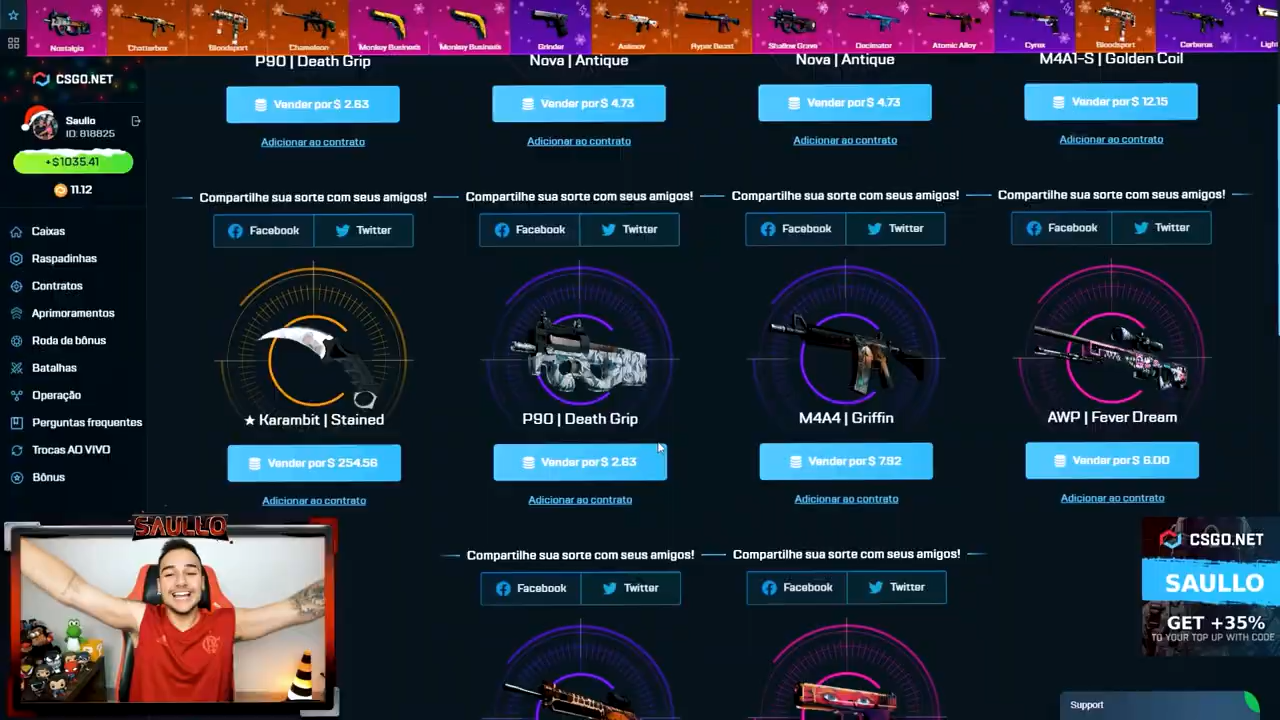 Nostalgia
Chatterbox
Bloodsport
Chameleon
Monkey Business
Monkey Business
Grinder
Asiimov
Hyper Beast
Shallow Grave
Decimator
Atomic Alloy
Cyrex
Bloodsport
Cerberus
Ligh
CSGO.NET
Saullo
ID: 818825
+$1035.41
11.12
Caixas
Raspadinhas
Contratos
Aprimoramentos
Roda de bônus
Batalhas
Operação
Perguntas frequentes
Trocas AO VIVO
Bônus
P90 | Death Grip
Nova | Antique
Nova | Antique
M4A1-S | Golden Coil
Vender por $ 2.63
Vender por $ 4.73
Vender por $ 4.73
Vender por $ 12.15
Adicionar ao contrato
Adicionar ao contrato
Adicionar ao contrato
Adicionar ao contrato
Compartilhe sua sorte com seus amigos!
Compartilhe sua sorte com seus amigos!
Compartilhe sua sorte com seus amigos!
Compartilhe sua sorte com seus amigos!
Facebook
Twitter
Facebook
Twitter
Facebook
Twitter
Facebook
Twitter
★ Karambit | Stained
P90 | Death Grip
M4A4 | Griffin
AWP | Fever Dream
Vender por $ 254.56
Vender por $ 2.63
Vender por $ 7.92
Vender por $ 6.00
Adicionar ao contrato
Adicionar ao contrato
Adicionar ao contrato
Adicionar ao contrato
Compartilhe sua sorte com seus amigos!
Compartilhe sua sorte com seus amigos!
Facebook
Twitter
Facebook
Twitter
SAULLO
CSGO.NET
SAULLO
GET +35%
TO YOUR TOP UP WITH CODE
Support